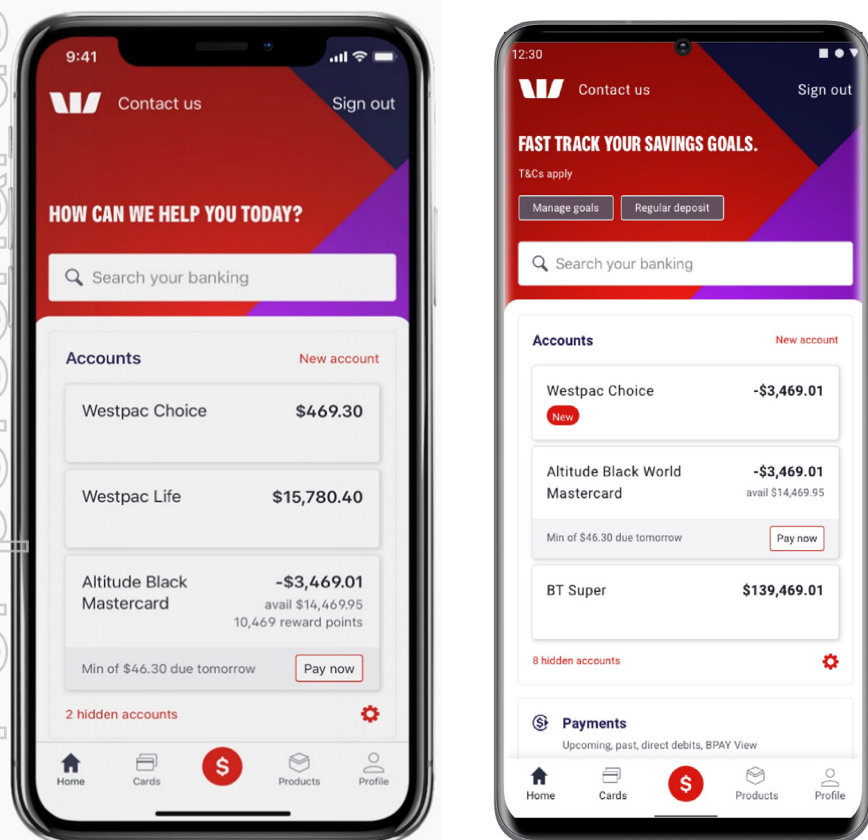 9:41
Contact us
Sign out
HOW CAN WE HELP YOU TODAY?
Search your banking
Accounts
New account
Westpac Choice
$469.30
Westpac Life
$15,780.40
Altitude Black
Mastercard
-$3,469.01
avail $14,469.95
10,469 reward points
Min of $46.30 due tomorrow
Pay now
2 hidden accounts
Home
Cards
$
Products
Profile
12:30
Contact us
Sign out
FAST TRACK YOUR SAVINGS GOALS.
T&Cs apply
Manage goals
Regular deposit
Search your banking
Accounts
New account
Westpac Choice
-$3,469.01
New
Altitude Black World
Mastercard
-$3,469.01
avail $14,469.95
Min of $46.30 due tomorrow
Pay now
BT Super
$139,469.01
8 hidden accounts
$
Payments
Upcoming, past, direct debits, BPAY View
Home
Cards
$
Products
Profile